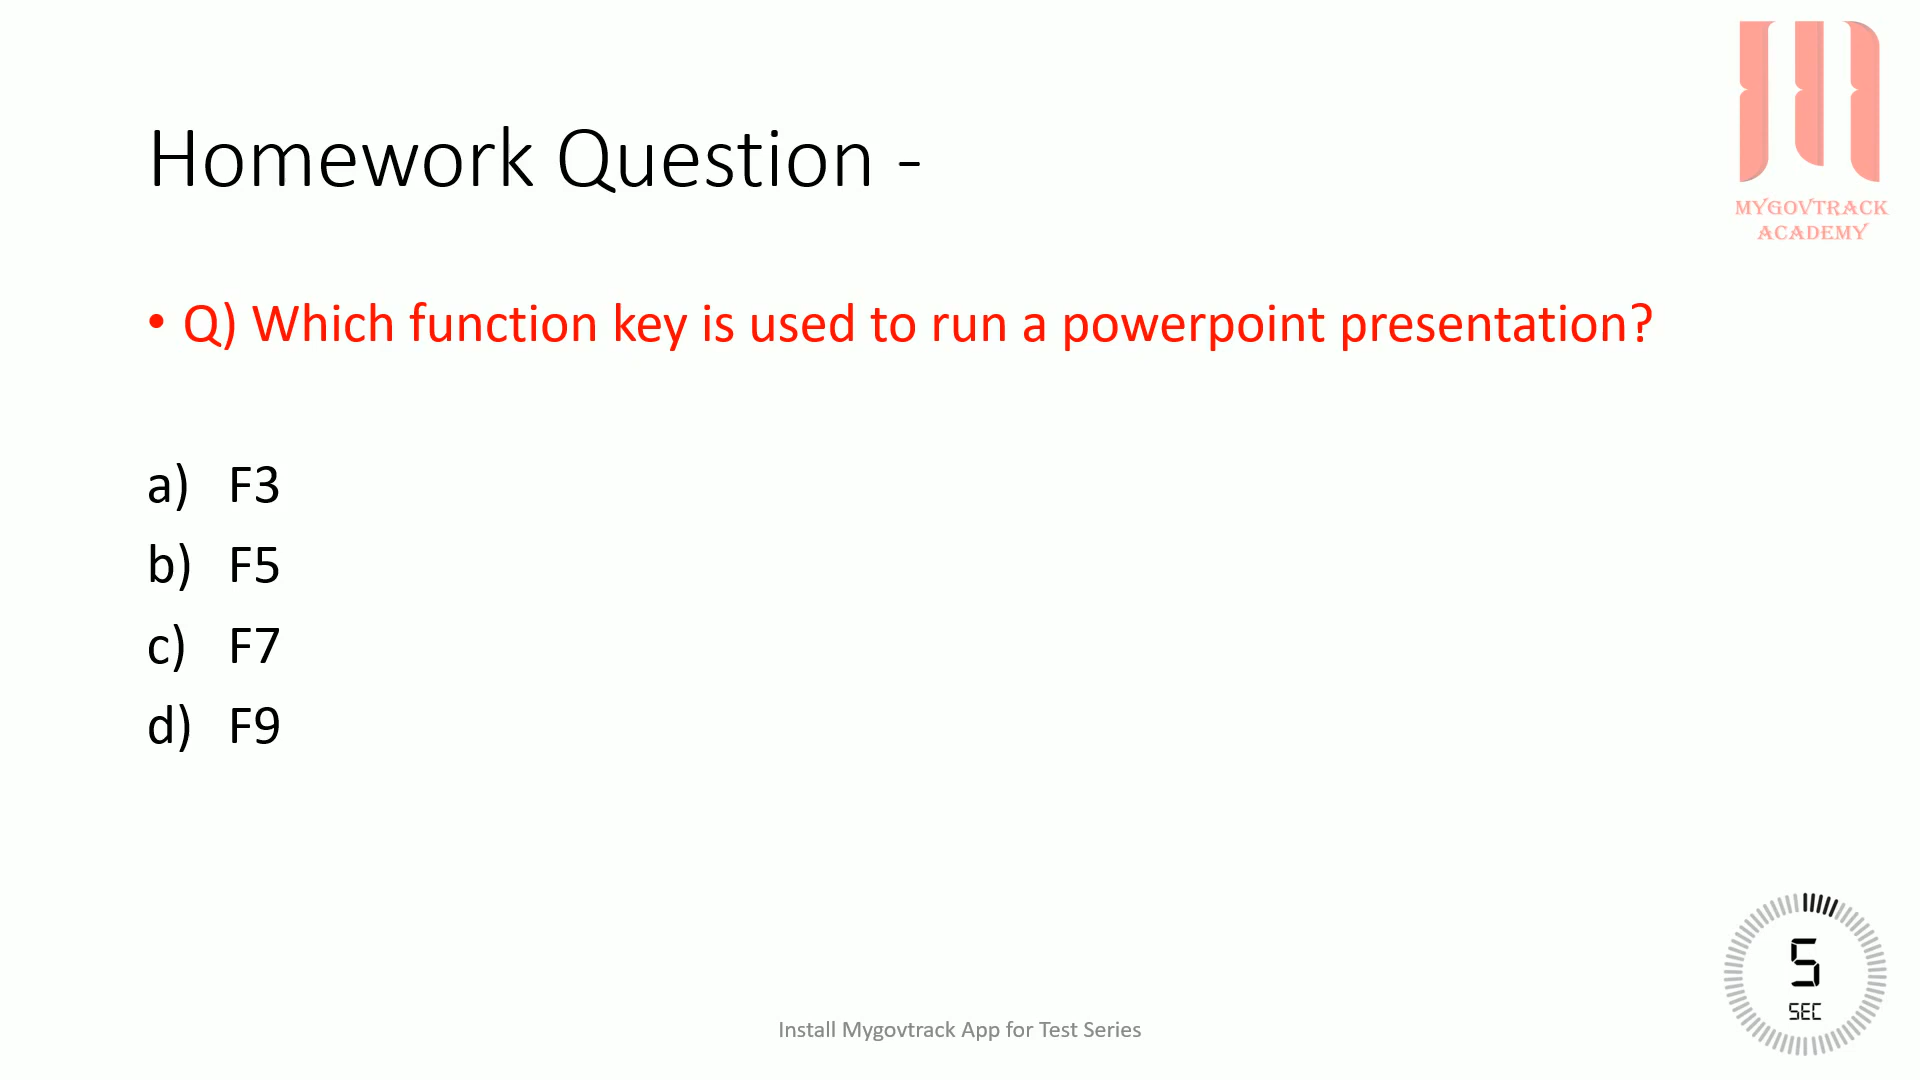 MYGOVTRACK
ACADEMY
Homework Question -
• Q) Which function key is used to run a powerpoint presentation?
a) F3
b) F5
c) F7
d) F9
5
SEC
Install Mygovtrack App for Test Series